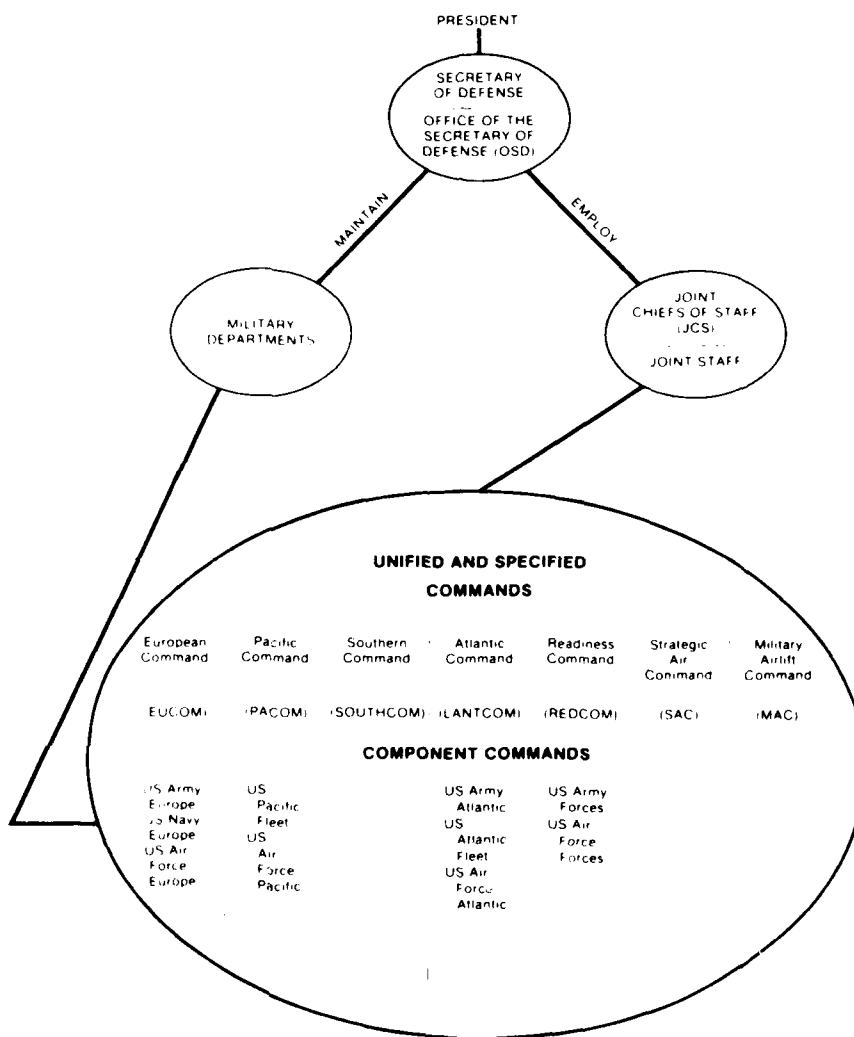 PRESIDENT
SECRETARY
OF DEFENSE
OFFICE OF THE
SECRETARY OF
DEFENSE (OSD)
MAINTAIN
EMPLOY
MILITARY
DEPARTMENTS
JOINT
CHIEFS OF STAFF
(JCS)
JOINT STAFF
UNIFIED AND SPECIFIED
COMMANDS
European
Command
Pacific
Command
Southern
Command
Atlantic
Command
Readiness
Command
Strategic
Air
Command
Military
Airlift
Command
EUCOM) (PACOM) (SOUTHCOM) (LANTCOM) (REDCOM) (SAC) (MAC)
COMPONENT COMMANDS
US Army
Europe
US Navy
Europe
US Air
Force
Europe
US
Pacific
Fleet
US
Air
Force
Pacific
US Army
Atlantic
US
Atlantic
Fleet
US Air
Force
Atlantic
US Army
Forces
US Air
Force
Forces